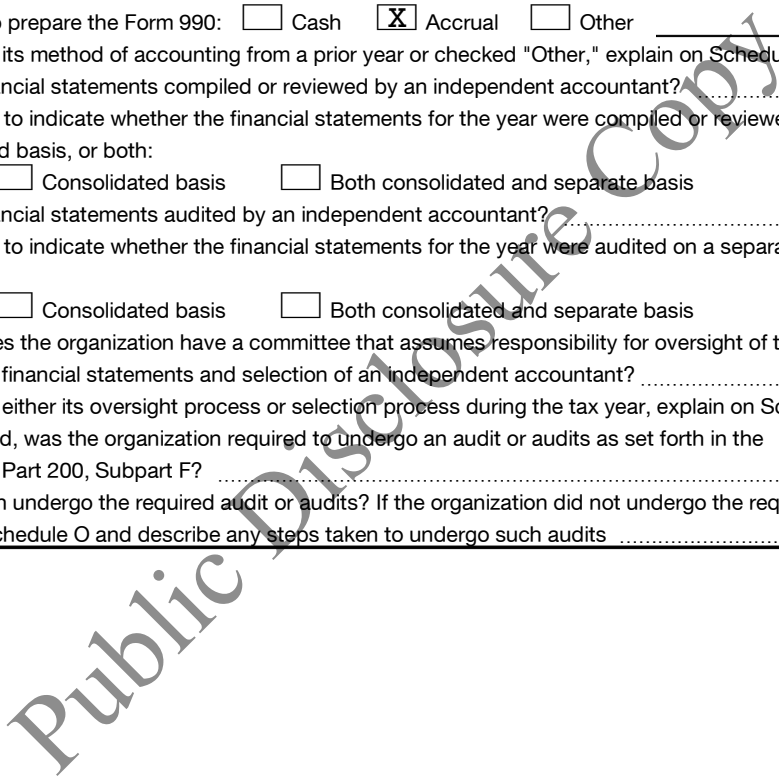 prepare the Form 990: Cash X Accrual Other
its method of accounting from a prior year or checked "Other," explain on Schedu
ncial statements compiled or reviewed by an independent accountant?
to indicate whether the financial statements for the year were compiled or reviewe
d basis, or both:
Consolidated basis Both consolidated and separate basis
ncial statements audited by an independent accountant?
to indicate whether the financial statements for the year were audited on a separa
Consolidated basis Both consolidated and separate basis
es the organization have a committee that assumes responsibility for oversight of t
financial statements and selection of an independent accountant?
either its oversight process or selection process during the tax year, explain on Sc
d, was the organization required to undergo an audit or audits as set forth in the
Part 200, Subpart F?
n undergo the required audit or audits? If the organization did not undergo the req
chedule O and describe any steps taken to undergo such audits
Public Disclosure Copy